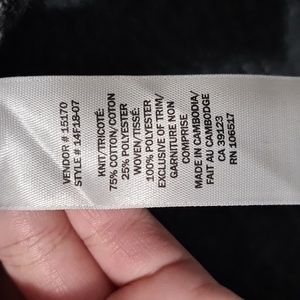 VENDOR # 15170
STYLE # 14F18-07
KNIT/TRICOTÉ:
75% COTTON/COTON
25% POLYESTER
WOVEN/TISSÉ:
100% POLYESTER
EXCLUSIVE OF TRIM/
GARNITURE NON
COMPRISE
MADE IN CAMBODIA/
FAIT AU CAMBODGE
CA 39123
RN 106517